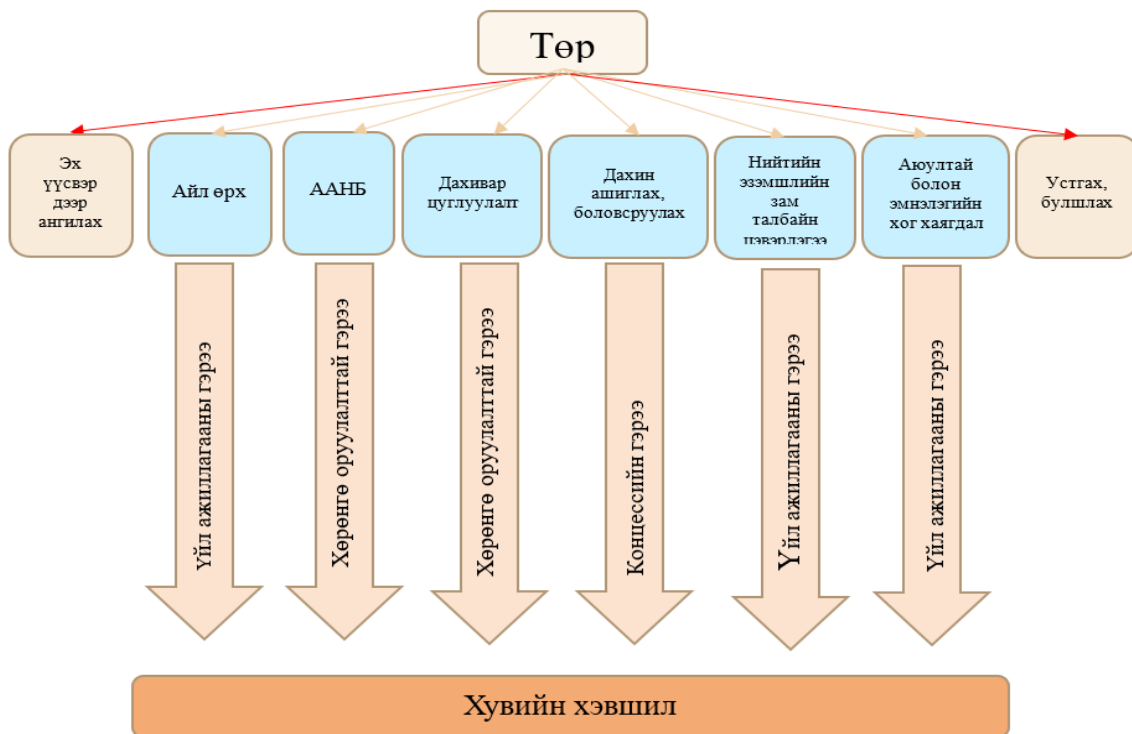 Төр
Эх
үүсвэр
дээр
ангилах
Айл өрх
ААНБ
Дахивар
цуглуулалт
Дахин
ашиглах,
боловсруулах
Нийтийн
эзэмшлийн
зам
талбайн
цэвэрлэгээ
Аюултай
болон
эмнэлэгийн
хог хаягдал
Устгах,
булшлах
Үйл ажиллагааны гэрээ
Хөрөнгө оруулалттай гэрээ
Хөрөнгө оруулалттай гэрээ
Концессийн гэрээ
Үйл ажиллагааны гэрээ
Үйл ажиллагааны гэрээ
Хувийн хэвшил